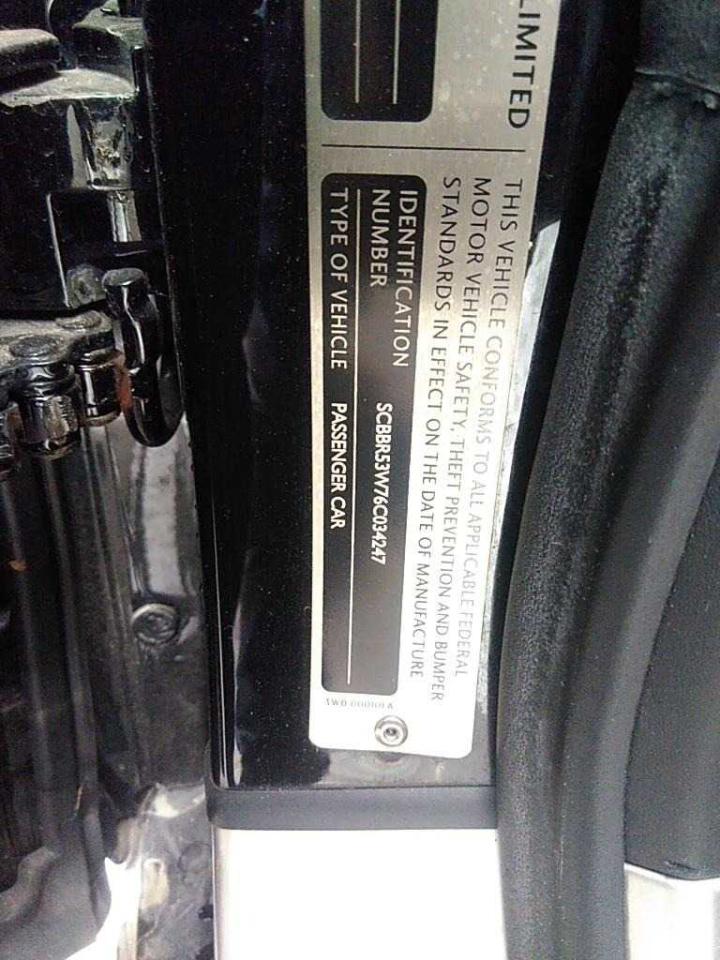 LIMITED
THIS VEHICLE CONFORMS TO ALL APPLICABLE FEDERAL
MOTOR VEHICLE SAFETY, THEFT PREVENTION AND BUMPER
STANDARDS IN EFFECT ON THE DATE OF MANUFACTURE
IDENTIFICATION
NUMBER SCBBR53W76C034247
TYPE OF VEHICLE PASSENGER CAR